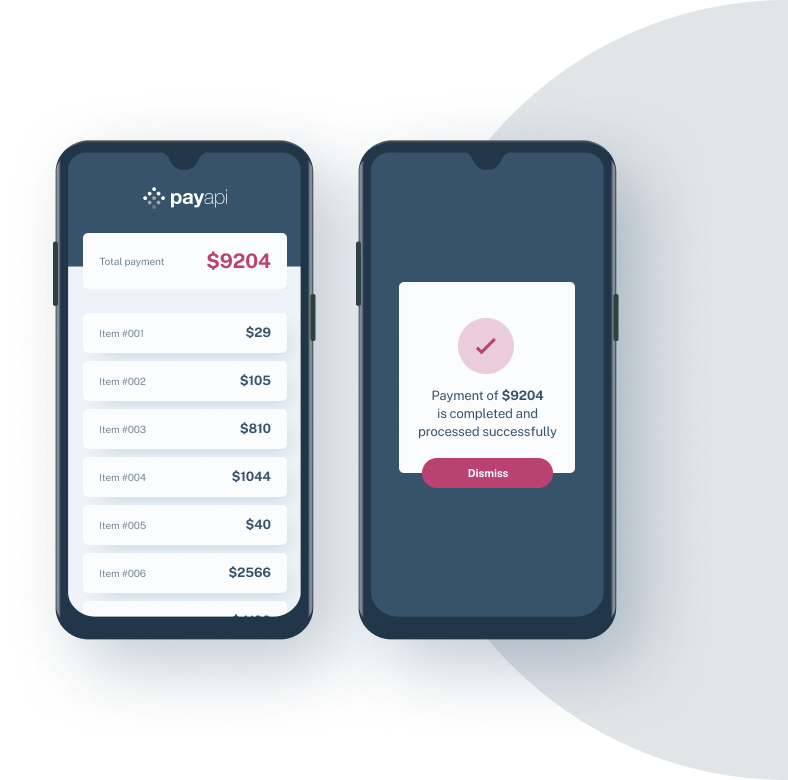 payapi
Total payment $9204
Item #001 $29
Item #002 $105
Item #003 $810
Item #004 $1044
Item #005 $40
Item #006 $2566
Payment of $9204
is completed and
processed successfully
Dismiss